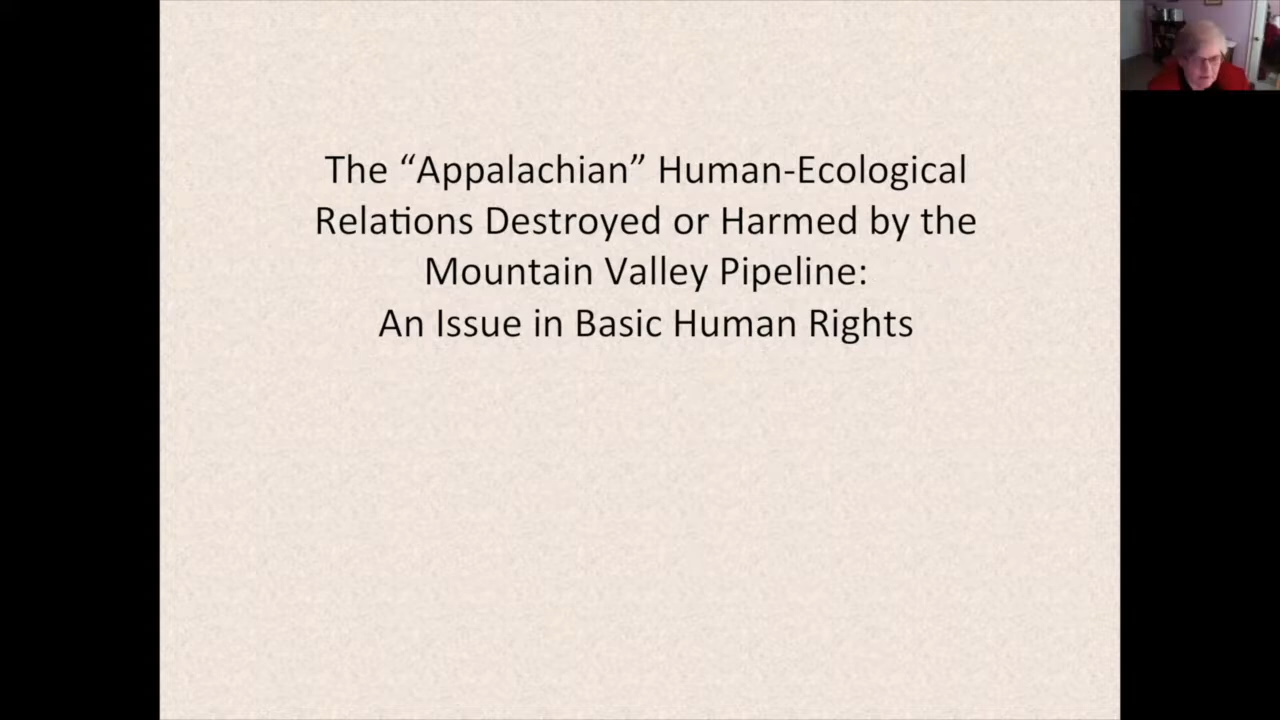 The “Appalachian” Human-Ecological
Relations Destroyed or Harmed by the
Mountain Valley Pipeline:
An Issue in Basic Human Rights